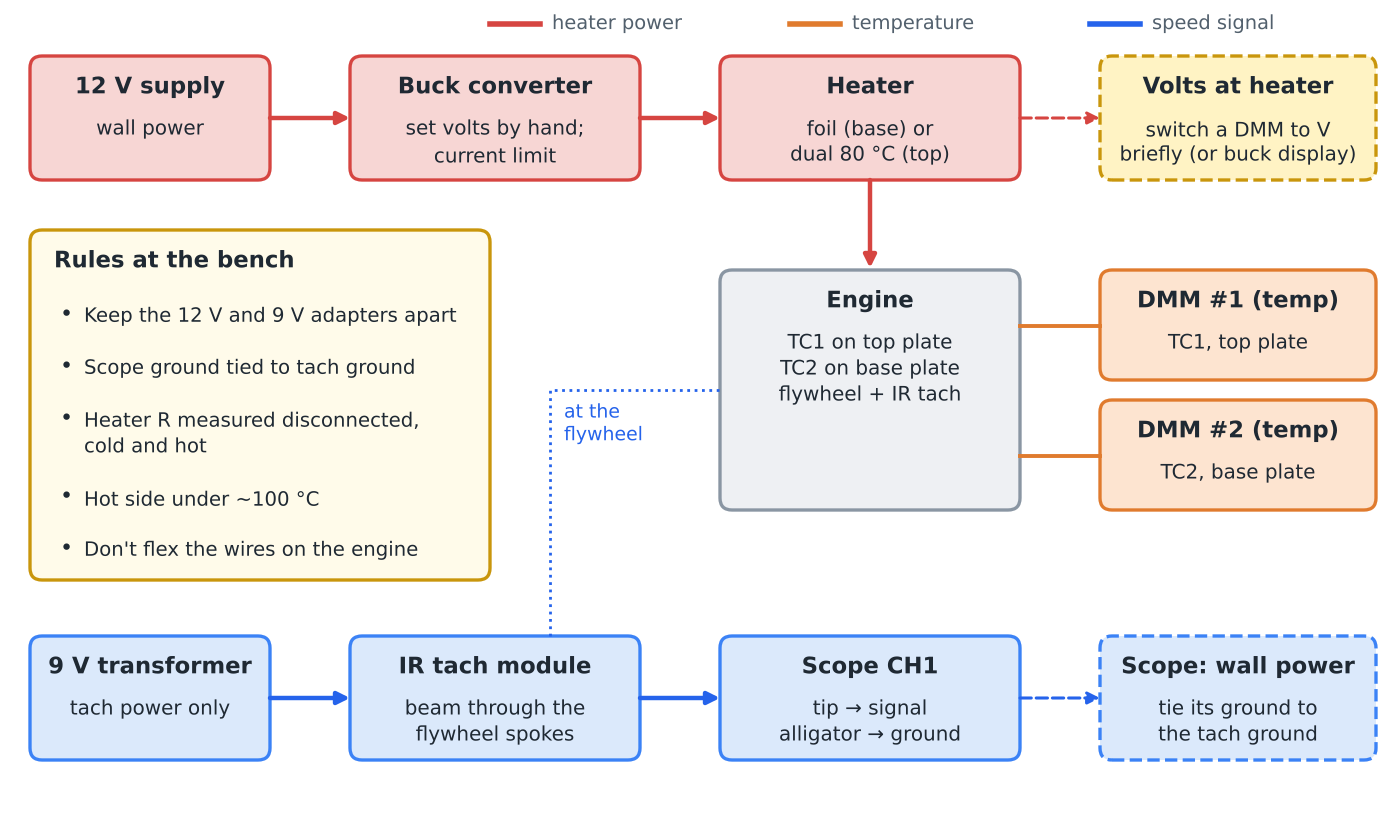 heater power
temperature
speed signal
12 V supply
wall power
Buck converter
set volts by hand;
current limit
Heater
foil (base) or
dual 80 °C (top)
Volts at heater
switch a DMM to V
briefly (or buck display)
Rules at the bench
• Keep the 12 V and 9 V adapters apart
• Scope ground tied to tach ground
• Heater R measured disconnected,
cold and hot
• Hot side under ~100 °C
• Don't flex the wires on the engine
at the
flywheel
Engine
TC1 on top plate
TC2 on base plate
flywheel + IR tach
DMM #1 (temp)
TC1, top plate
DMM #2 (temp)
TC2, base plate
9 V transformer
tach power only
IR tach module
beam through the
flywheel spokes
Scope CH1
tip → signal
alligator → ground
Scope: wall power
tie its ground to
the tach ground